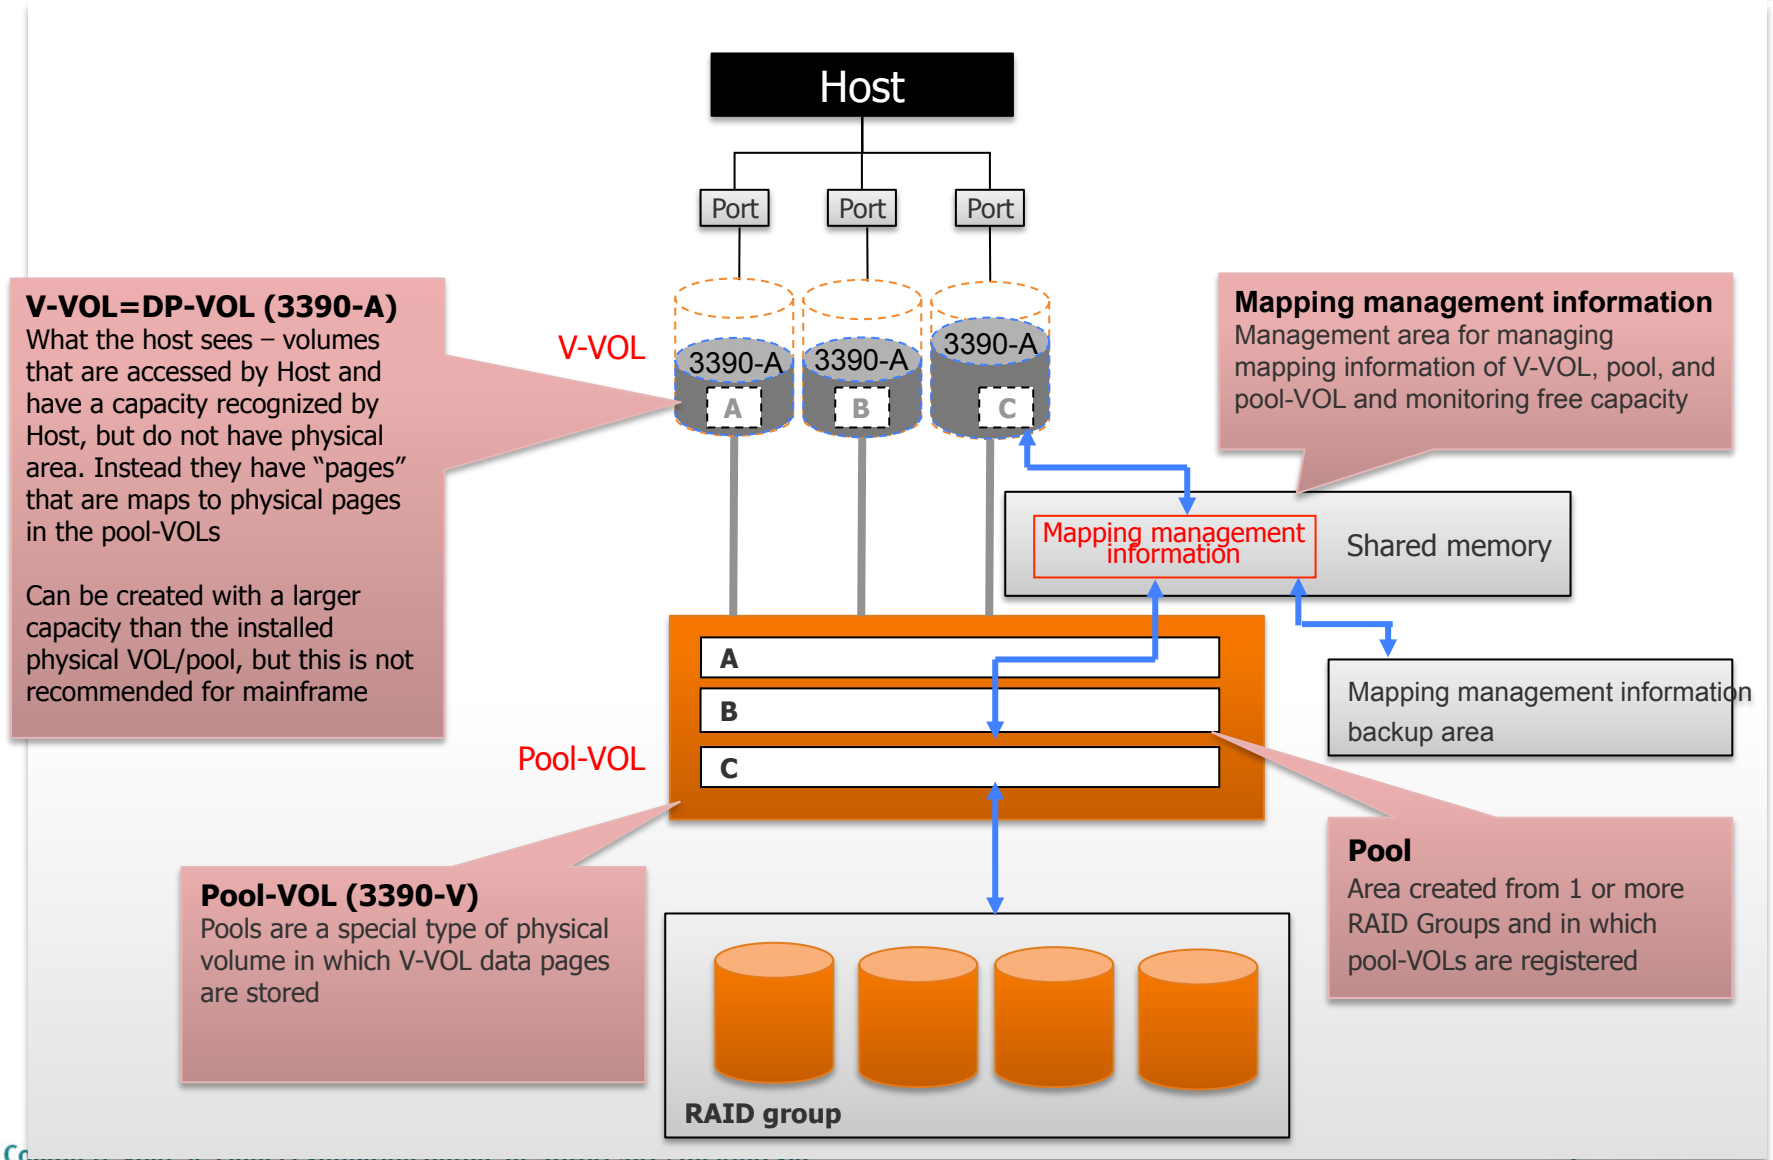 Host
Port
Port
Port
V-VOL=DP-VOL (3390-A)
What the host sees – volumes
that are accessed by Host and
have a capacity recognized by
Host, but do not have physical
area. Instead they have “pages”
that are maps to physical pages
in the pool-VOLs
Can be created with a larger
capacity than the installed
physical VOL/pool, but this is not
recommended for mainframe
V-VOL
3390-A
3390-A
3390-A
A
B
C
Mapping management information
Management area for managing
mapping information of V-VOL, pool, and
pool-VOL and monitoring free capacity
Mapping management
information
Shared memory
Mapping management information
backup area
A
B
C
Pool-VOL
Pool-VOL (3390-V)
Pools are a special type of physical
volume in which V-VOL data pages
are stored
Pool
Area created from 1 or more
RAID Groups and in which
pool-VOLs are registered
RAID group